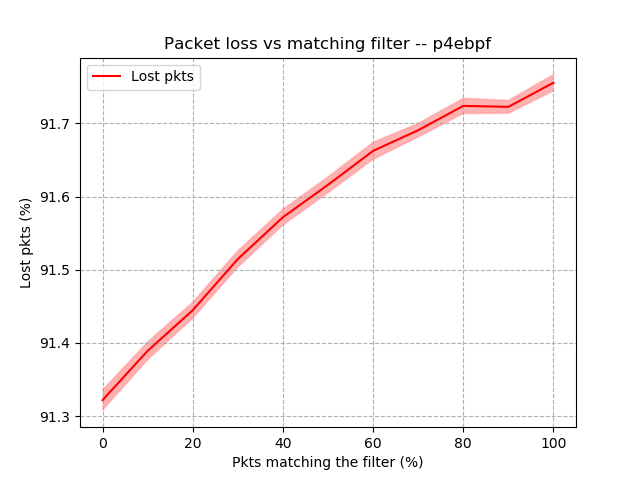 Packet loss vs matching filter -- p4ebpf
Lost pkts
91.7
91.6
91.5
91.4
91.3
Lost pkts (%)
0 20 40 60 80 100
Pkts matching the filter (%)